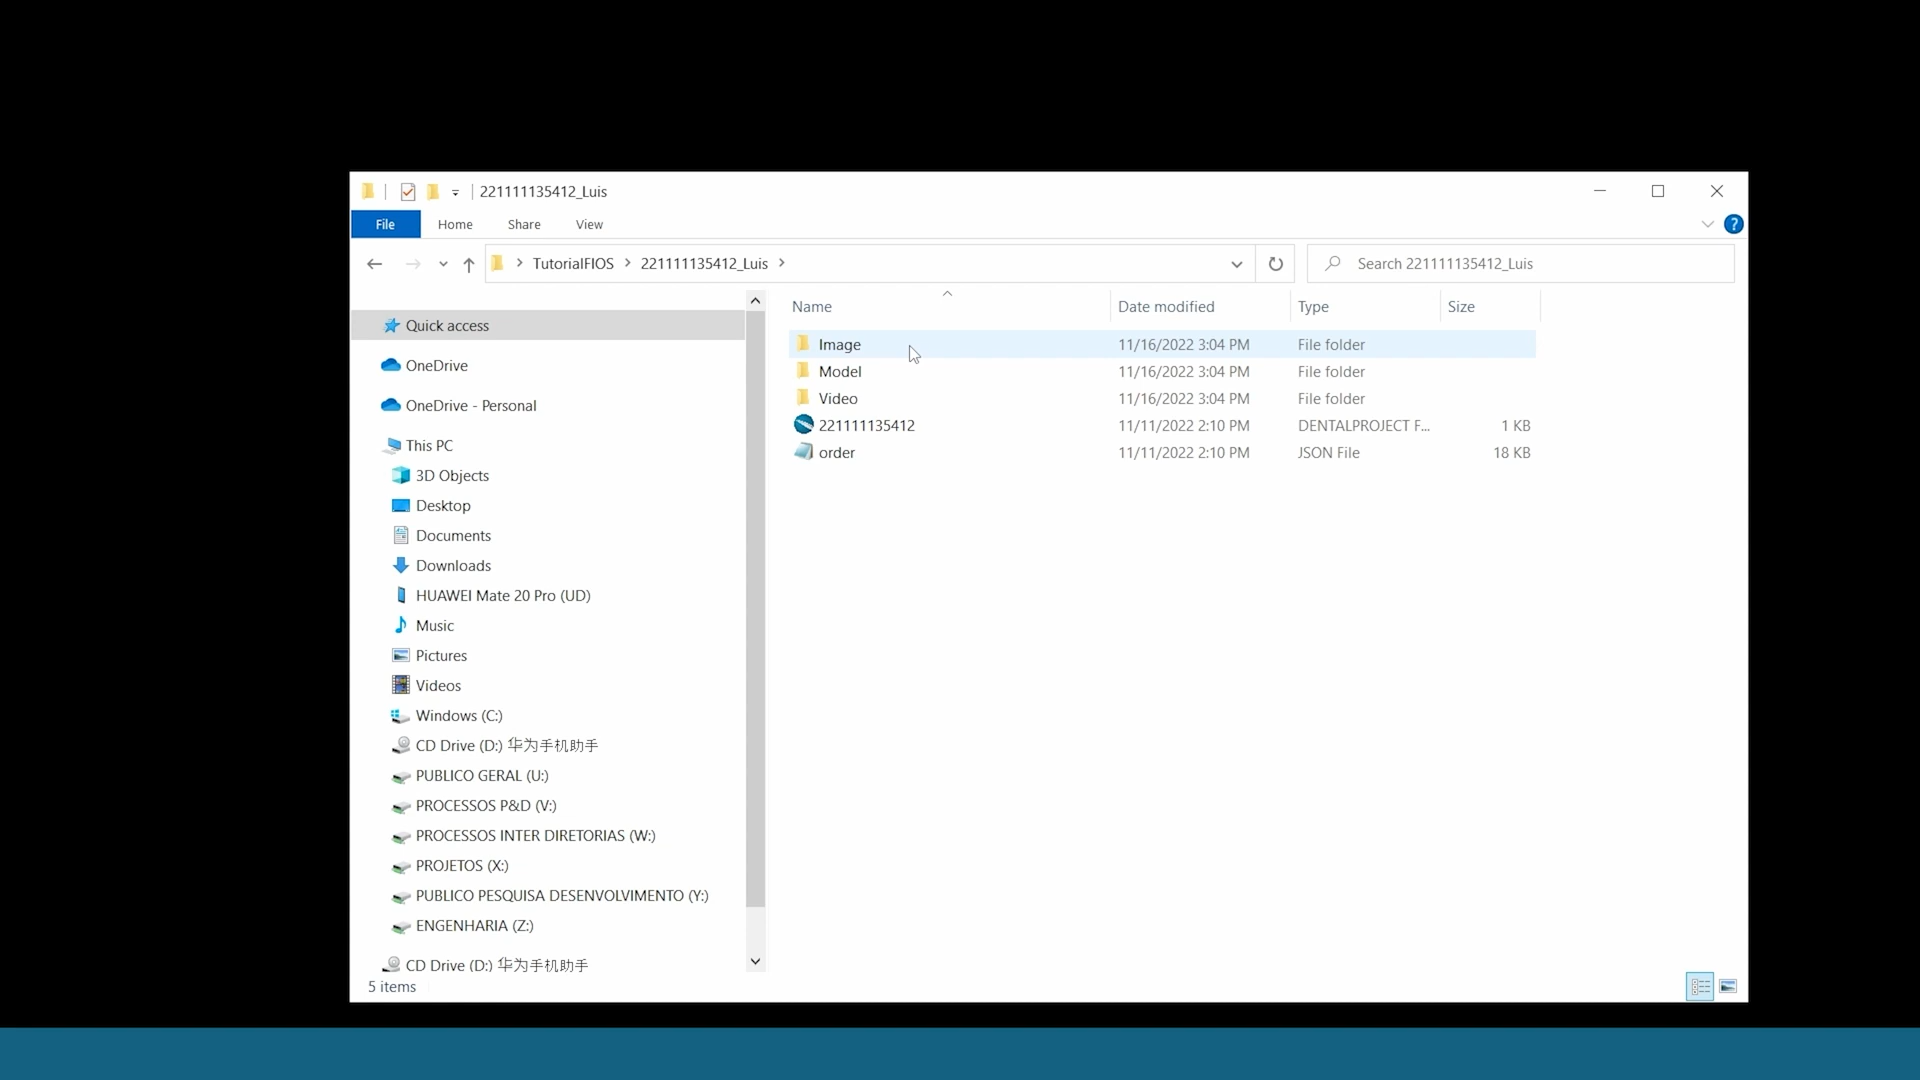 221111135412_Luis
File Home Share View
TutorialFIOS 221111135412_Luis
Search 221111135412_Luis
Name Date modified Type Size
Quick access
OneDrive
OneDrive - Personal
This PC
3D Objects
Desktop
Documents
Downloads
HUAWEI Mate 20 Pro (UD)
Music
Pictures
Videos
Windows (C:)
CD Drive (D:) 华为手机助手
PUBLICO GERAL (U:)
PROCESSOS P&D (V:)
PROCESSOS INTER DIRETORIAS (W:)
PROJETOS (X:)
PUBLICO PESQUISA DESENVOLVIMENTO (Y:)
ENGENHARIA (Z:)
CD Drive (D:) 华为手机助手
Image 11/16/2022 3:04 PM File folder
Model 11/16/2022 3:04 PM File folder
Video 11/16/2022 3:04 PM File folder
221111135412 11/11/2022 2:10 PM DENTALPROJECT F... 1 KB
order 11/11/2022 2:10 PM JSON File 18 KB
5 items